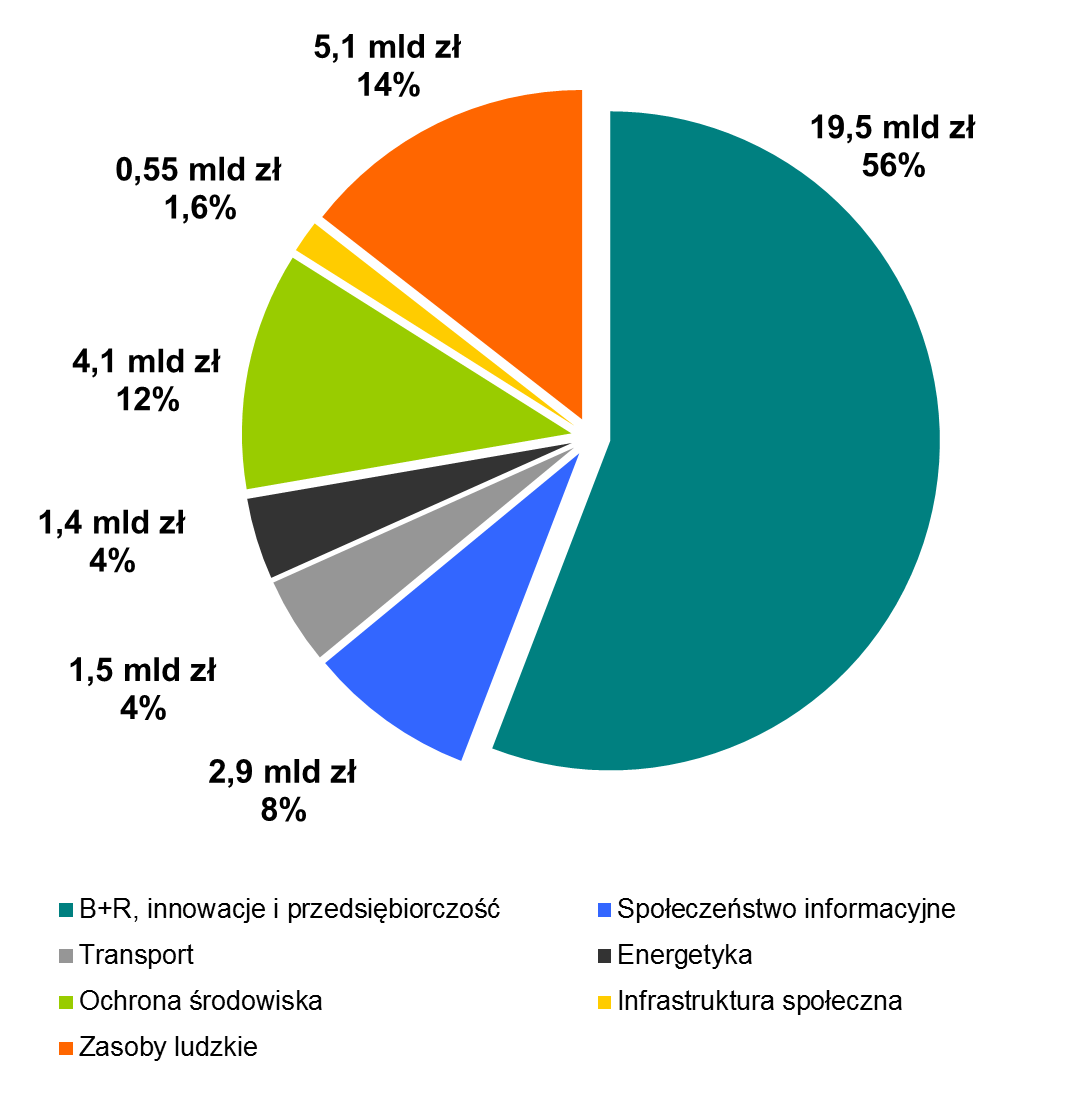 5,1 mld zł
14%
19,5 mld zł
56%
0,55 mld zł
1,6%
4,1 mld zł
12%
1,4 mld zł
4%
1,5 mld zł
4%
2,9 mld zł
8%
B+R, innowacje i przedsiębiorczość
Społeczeństwo informacyjne
Transport
Energetyka
Ochrona środowiska
Infrastruktura społeczna
Zasoby ludzkie